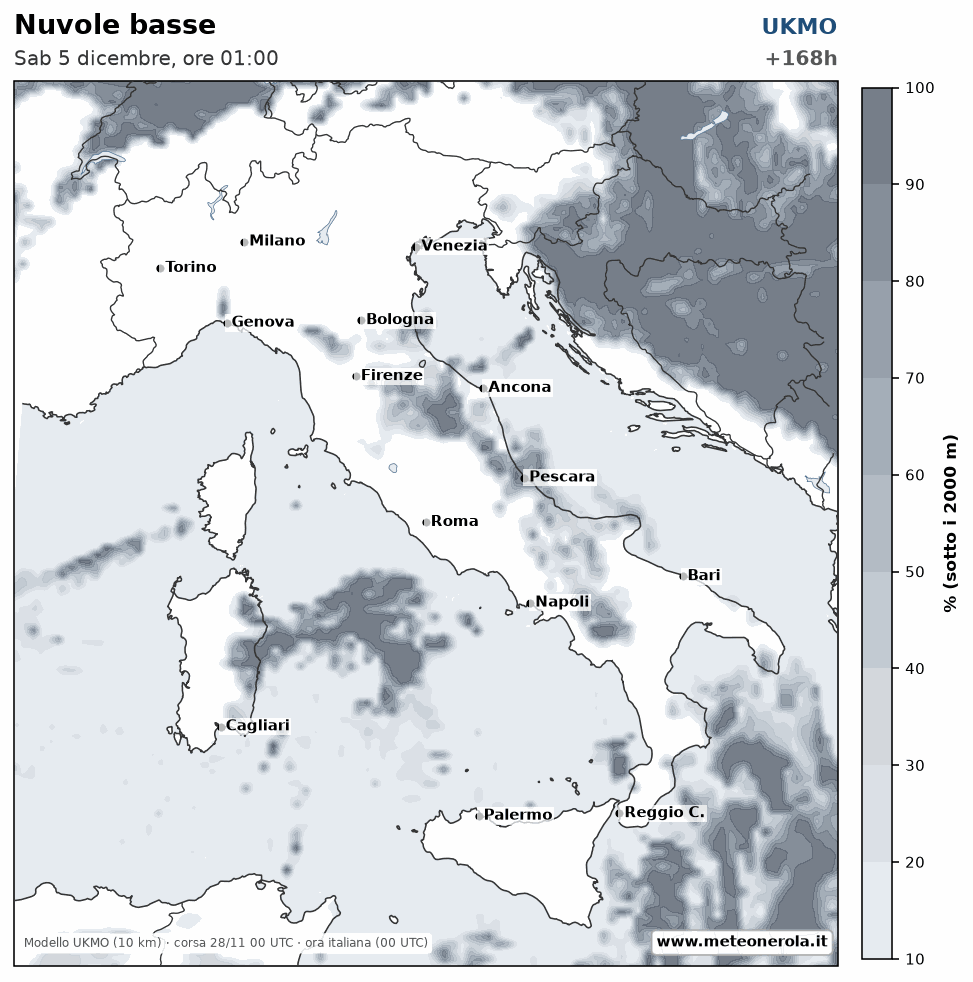 Nuvole basse
UKMO
Sab 5 dicembre, ore 01:00
+168h
100
90
80
70
60
50
40
30
20
10
% (sotto i 2000 m)
Milano
Venezia
Torino
Genova
Bologna
Firenze
Ancona
Pescara
Roma
Bari
Napoli
Cagliari
Palermo
Reggio C.
Modello UKMO (10 km) · corsa 28/11 00 UTC · ora italiana (00 UTC)
www.meteonerola.it